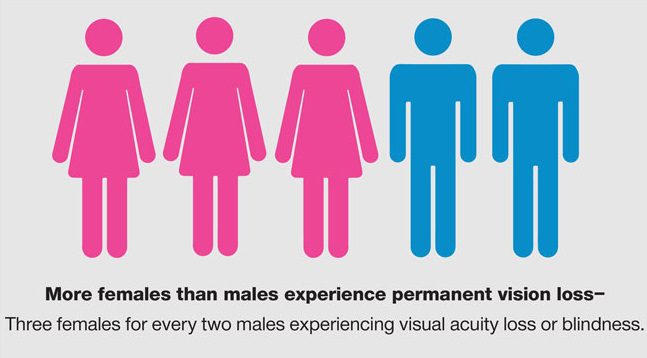 More females than males experience permanent vision loss–
Three females for every two males experiencing visual acuity loss or blindness.